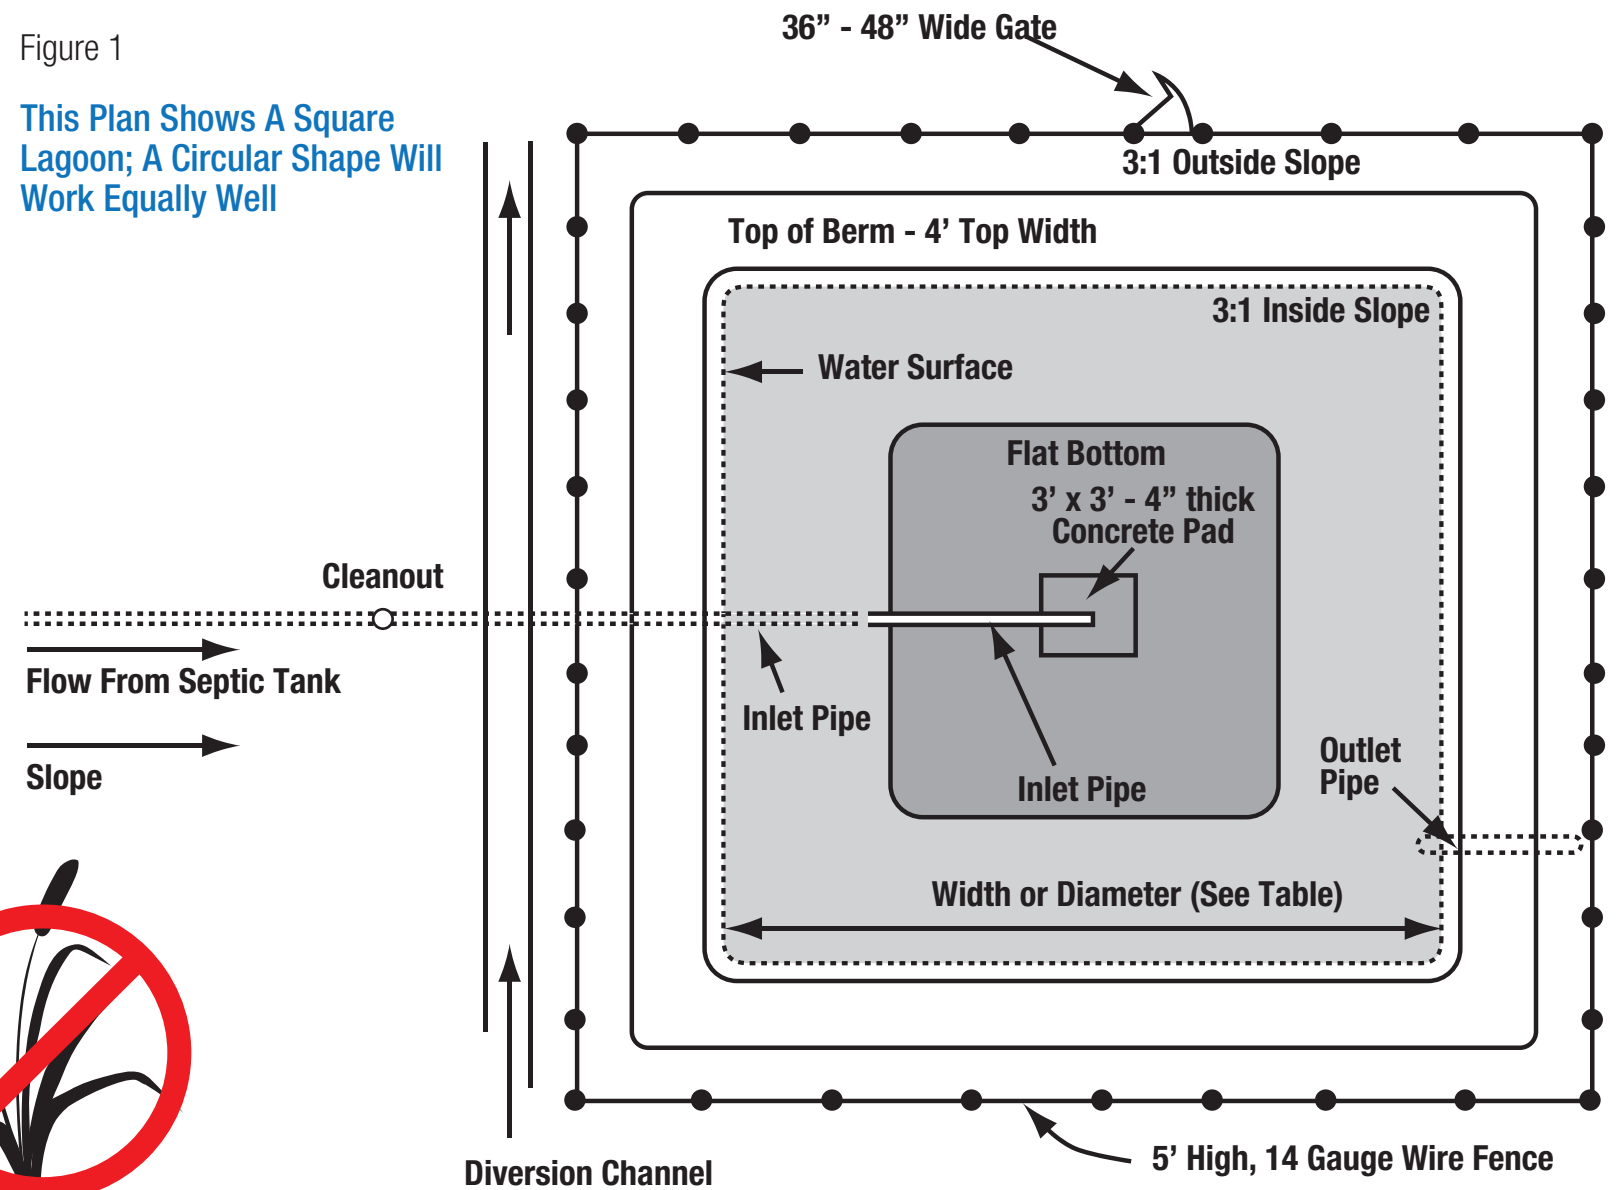 Figure 1
This Plan Shows A Square
Lagoon; A Circular Shape Will
Work Equally Well
36” - 48” Wide Gate
3:1 Outside Slope
Top of Berm - 4’ Top Width
3:1 Inside Slope
Water Surface
Flat Bottom
3’ x 3’ - 4” thick
Concrete Pad
Cleanout
Flow From Septic Tank
Inlet Pipe
Slope
Inlet Pipe
Outlet
Pipe
Width or Diameter (See Table)
5’ High, 14 Gauge Wire Fence
Diversion Channel